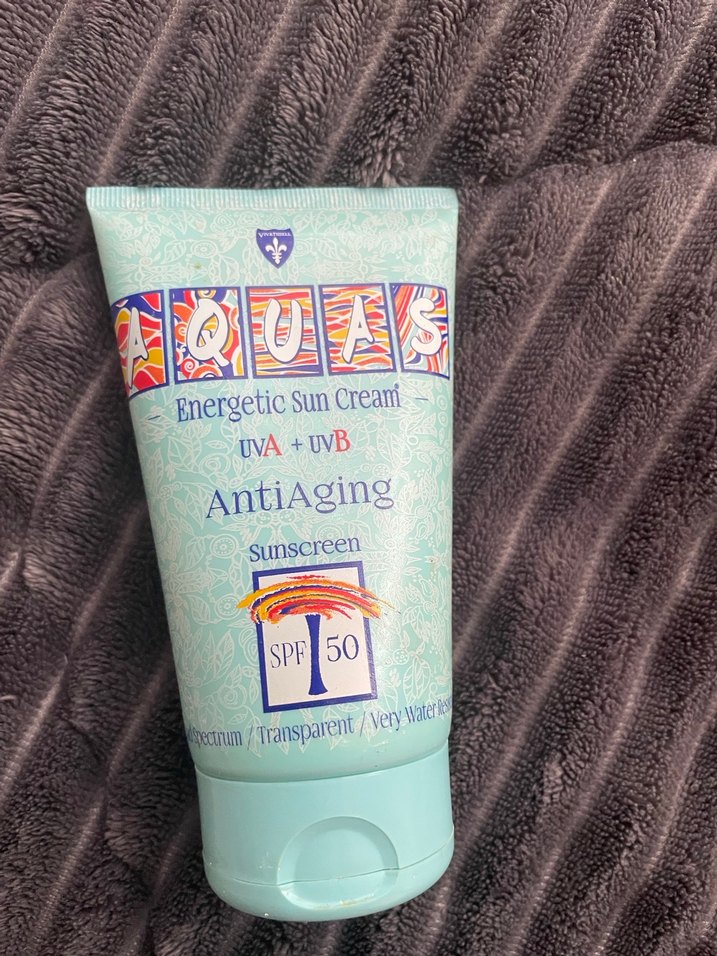 AQUAS
– Energetic Sun Cream® –
UVA + UVB
AntiAging
Sunscreen
SPF 50
Spectrum / Transparent / Very Water